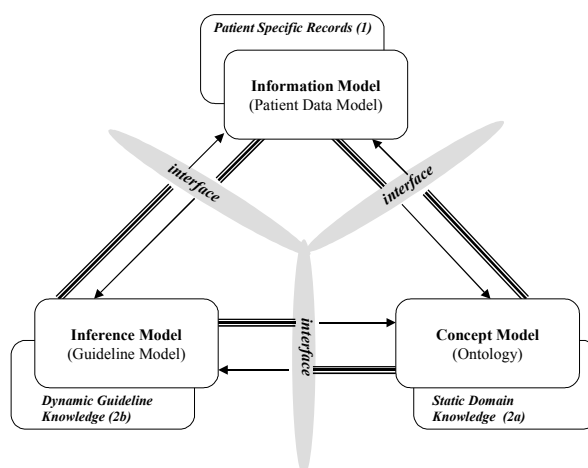 Patient Specific Records (1)
Information Model
(Patient Data Model)
interface
interface
interface
Inference Model
(Guideline Model)
Concept Model
(Ontology)
Dynamic Guideline
Knowledge (2b)
Static Domain
Knowledge (2a)